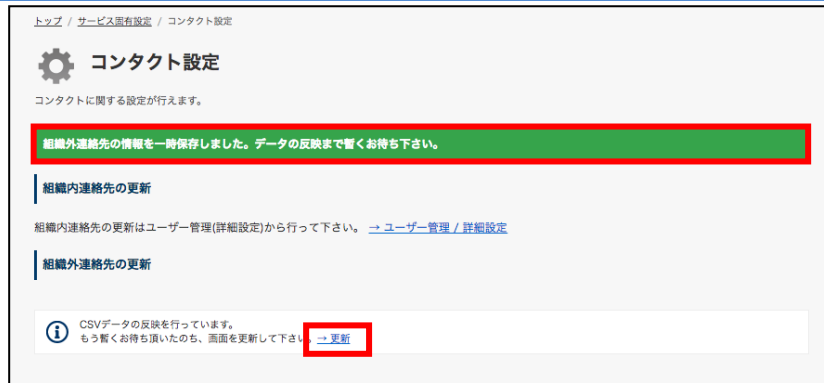 トップ / サービス固有設定 / コンタクト設定
コンタクト設定
コンタクトに関する設定が行えます。
組織外連絡先の情報を一時保存しました。データの反映まで暫くお待ち下さい。
組織内連絡先の更新
組織内連絡先の更新はユーザー管理(詳細設定)から行って下さい。 → ユーザー管理 / 詳細設定
組織外連絡先の更新
CSVデータの反映を行っています。
もう暫くお待ち頂いたのち、画面を更新して下さい。→ 更新